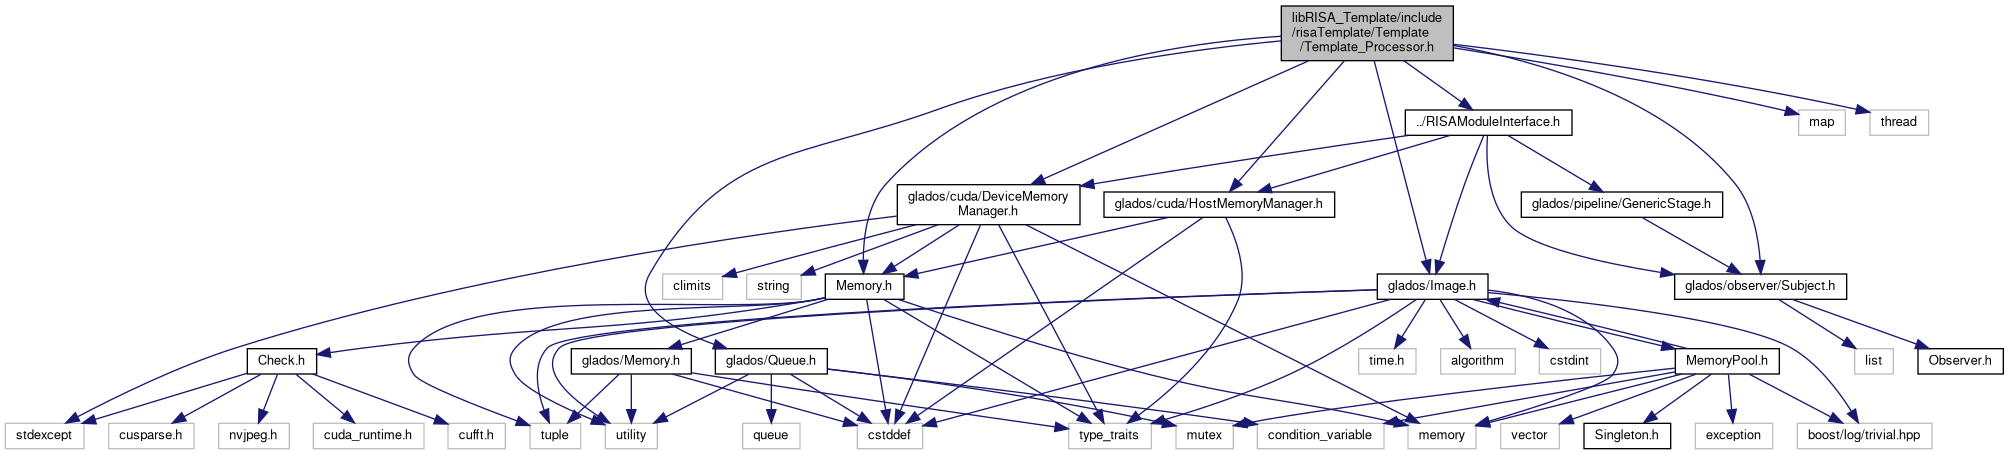 libRISA_Template/include
/risaTemplate/Template
/Template_Processor.h
map
thread
../RISAModuleInterface.h
glados/cuda/DeviceMemory
Manager.h
glados/cuda/HostMemoryManager.h
glados/pipeline/GenericStage.h
climits
string
Memory.h
glados/Image.h
glados/observer/Subject.h
Check.h
glados/Memory.h
glados/Queue.h
time.h
algorithm
cstdint
MemoryPool.h
list
Observer.h
stdexcept
cusparse.h
nvjpeg.h
cuda_runtime.h
cufft.h
tuple
utility
queue
cstddef
type_traits
mutex
condition_variable
memory
vector
Singleton.h
exception
boost/log/trivial.hpp